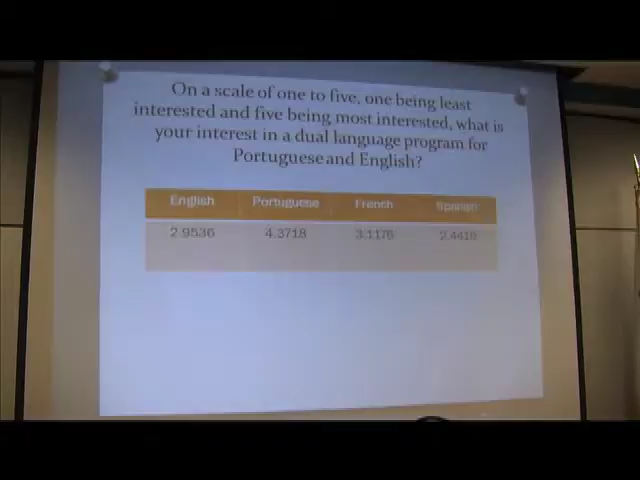 On a scale of one to five, one being least
interested and five being most interested, what is
your interest in a dual language program for
Portuguese and English?
English Portuguese French Spanish
2.9536 4.3718 3.1176 2.4416